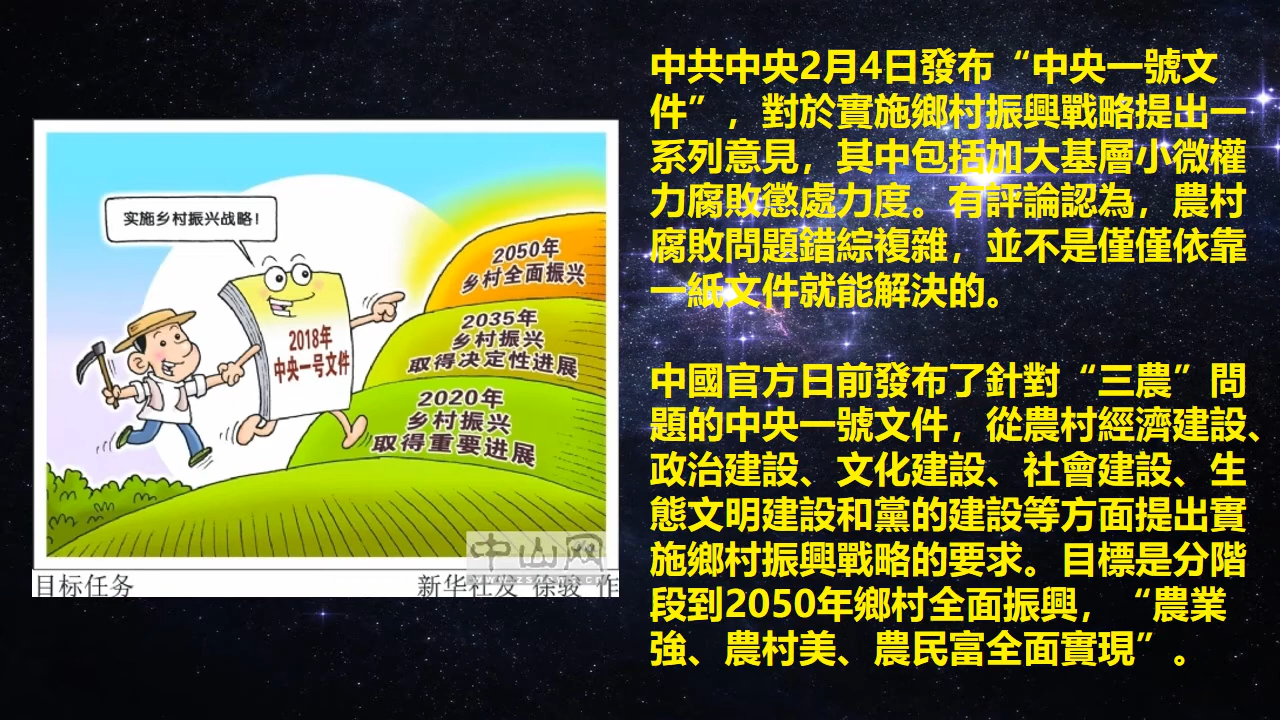 实施乡村振兴战略！
2050年
乡村全面振兴
2035年
乡村振兴
取得决定性进展
2018年
中央一号文件
2020年
乡村振兴
取得重要进展
中山网
目标任务
新华社发 徐骏 作
中共中央2月4日發布“中央一號文
件”，對於實施鄉村振興戰略提出一
系列意見，其中包括加大基層小微權
力腐敗懲處力度。有評論認為，農村
腐敗問題錯綜複雜，並不是僅僅依靠
一紙文件就能解決的。
中國官方日前發布了針對“三農”問
題的中央一號文件，從農村經濟建設、
政治建設、文化建設、社會建設、生
態文明建設和黨的建設等方面提出實
施鄉村振興戰略的要求。目標是分階
段到2050年鄉村全面振興，“農業
強、農村美、農民富全面實現”。